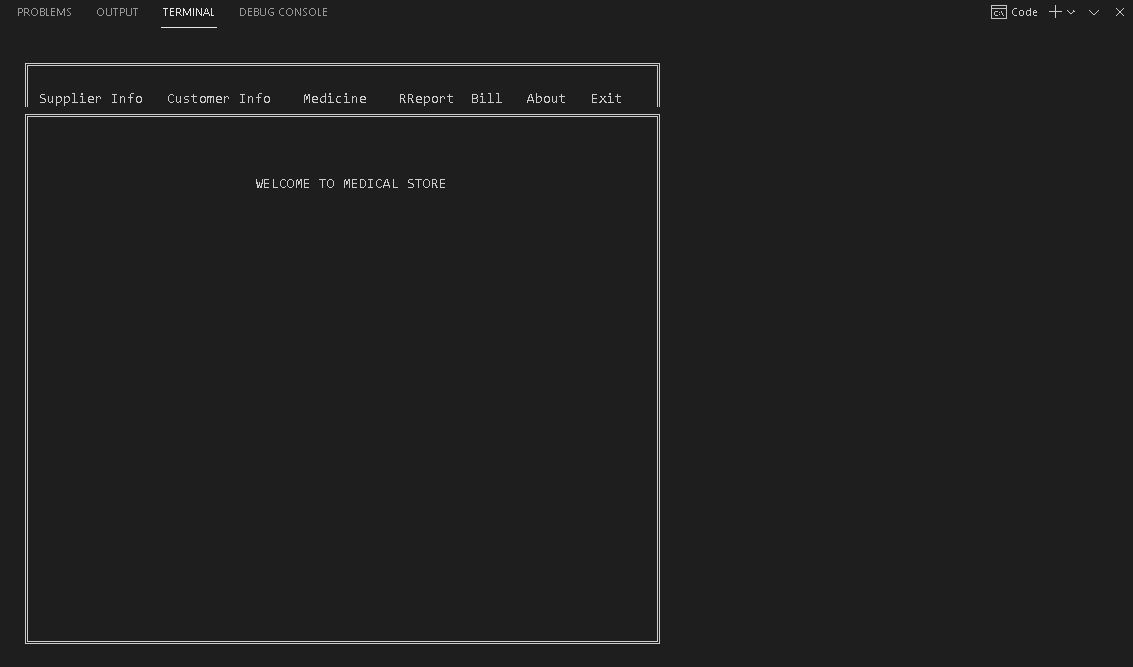 PROBLEMS OUTPUT TERMINAL DEBUG CONSOLE Code
Supplier Info Customer Info Medicine RReport Bill About Exit
WELCOME TO MEDICAL STORE